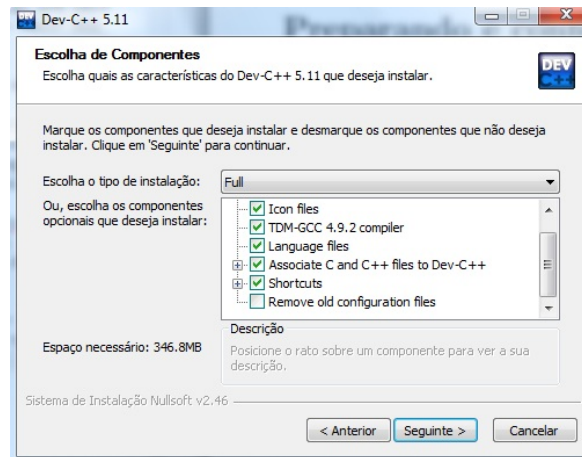 Dev-C++ 5.11
Escolha de Componentes
Escolha quais as características do Dev-C++ 5.11 que deseja instalar.
DEV
C++
Marque os componentes que deseja instalar e desmarque os componentes que não deseja
instalar. Clique em 'Seguinte' para continuar.
Escolha o tipo de instalação:
Full
Ou, escolha os componentes
opcionais que deseja instalar:
Icon files
TDM-GCC 4.9.2 compiler
Language files
Associate C and C++ files to Dev-C++
Shortcuts
Remove old configuration files
Espaço necessário: 346.8MB
Descrição
Posicione o rato sobre um componente para ver a sua
descrição.
Sistema de Instalação Nullsoft v2.46
< Anterior
Seguinte >
Cancelar